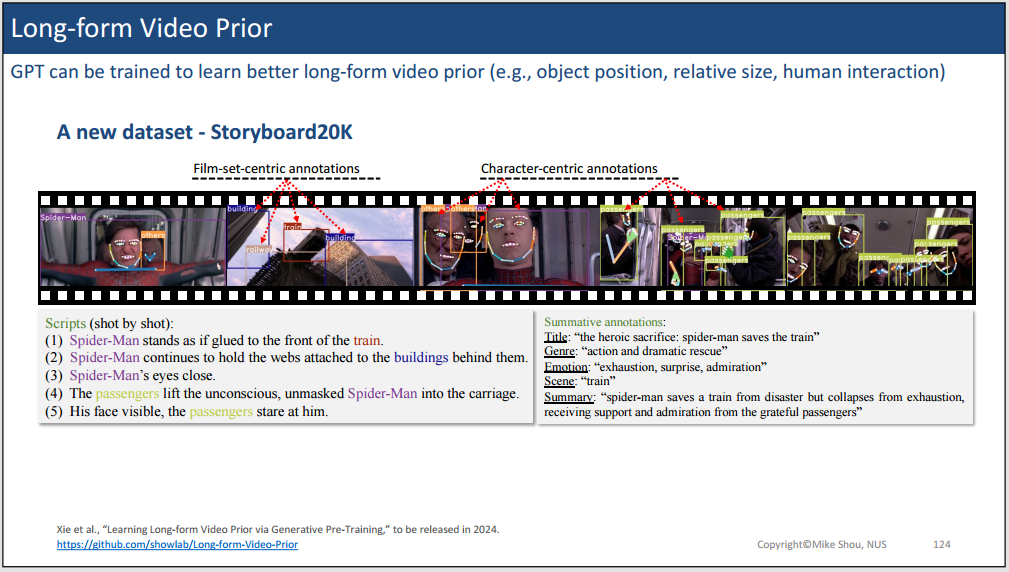 Long-form Video Prior
GPT can be trained to learn better long-form video prior (e.g., object position, relative size, human interaction)
A new dataset - Storyboard20K
Film-set-centric annotations
Character-centric annotations
Spider-Man
others
building
railway
train
building
others
passengers
passengers
passengers
passengers
passengers
passengers
passengers
passengers
Scripts (shot by shot):
(1) Spider-Man stands as if glued to the front of the train.
(2) Spider-Man continues to hold the webs attached to the buildings behind them.
(3) Spider-Man's eyes close.
(4) The passengers lift the unconscious, unmasked Spider-Man into the carriage.
(5) His face visible, the passengers stare at him.
Summative annotations:
Title: “the heroic sacrifice: spider-man saves the train”
Genre: “action and dramatic rescue”
Emotion: “exhaustion, surprise, admiration”
Scene: “train”
Summary: “spider-man saves a train from disaster but collapses from exhaustion,
receiving support and admiration from the grateful passengers”
Xie et al., “Learning Long-form Video Prior via Generative Pre-Training,” to be released in 2024.
https://github.com/showlab/Long-form-Video-Prior
Copyright©Mike Shou, NUS
124